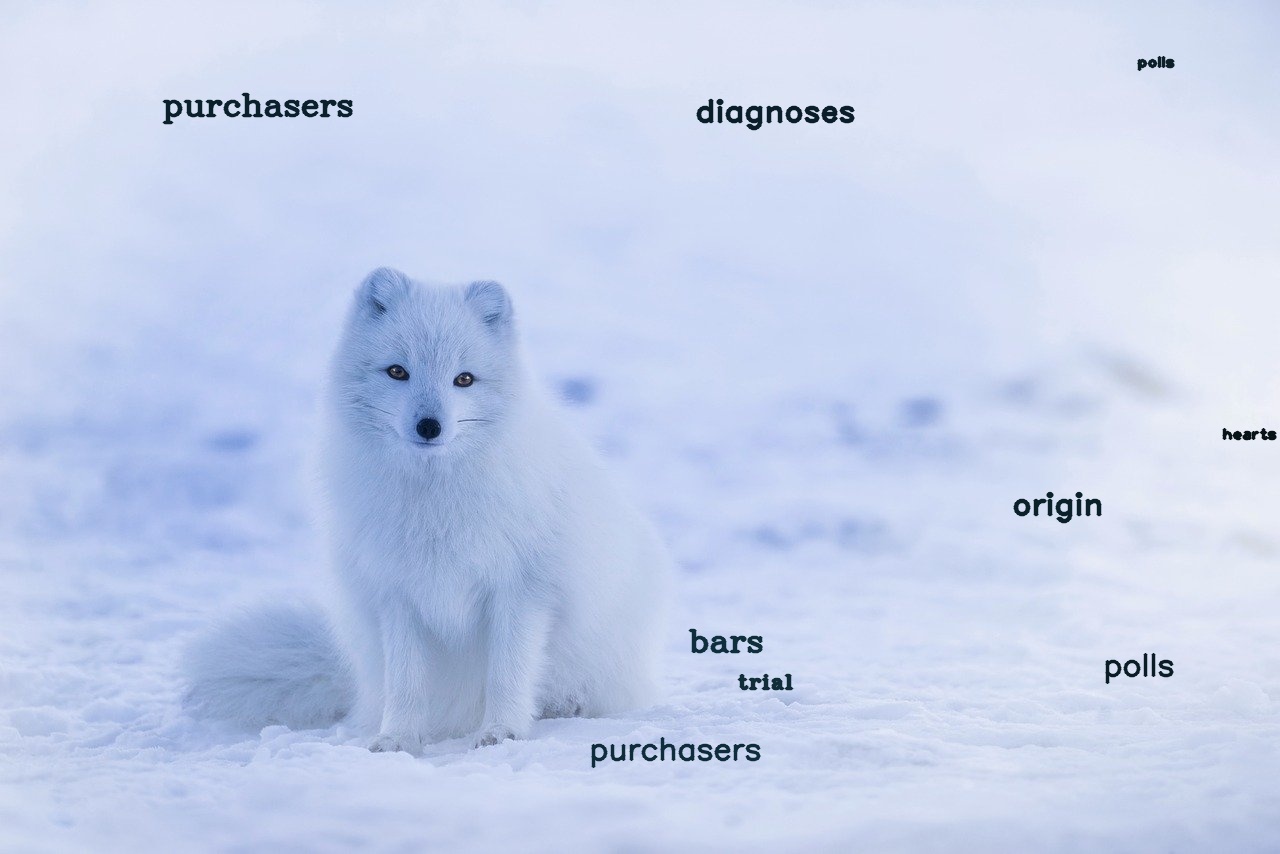 polls
purchasers
diagnoses
hearts
origin
bars
polls
trial
purchasers